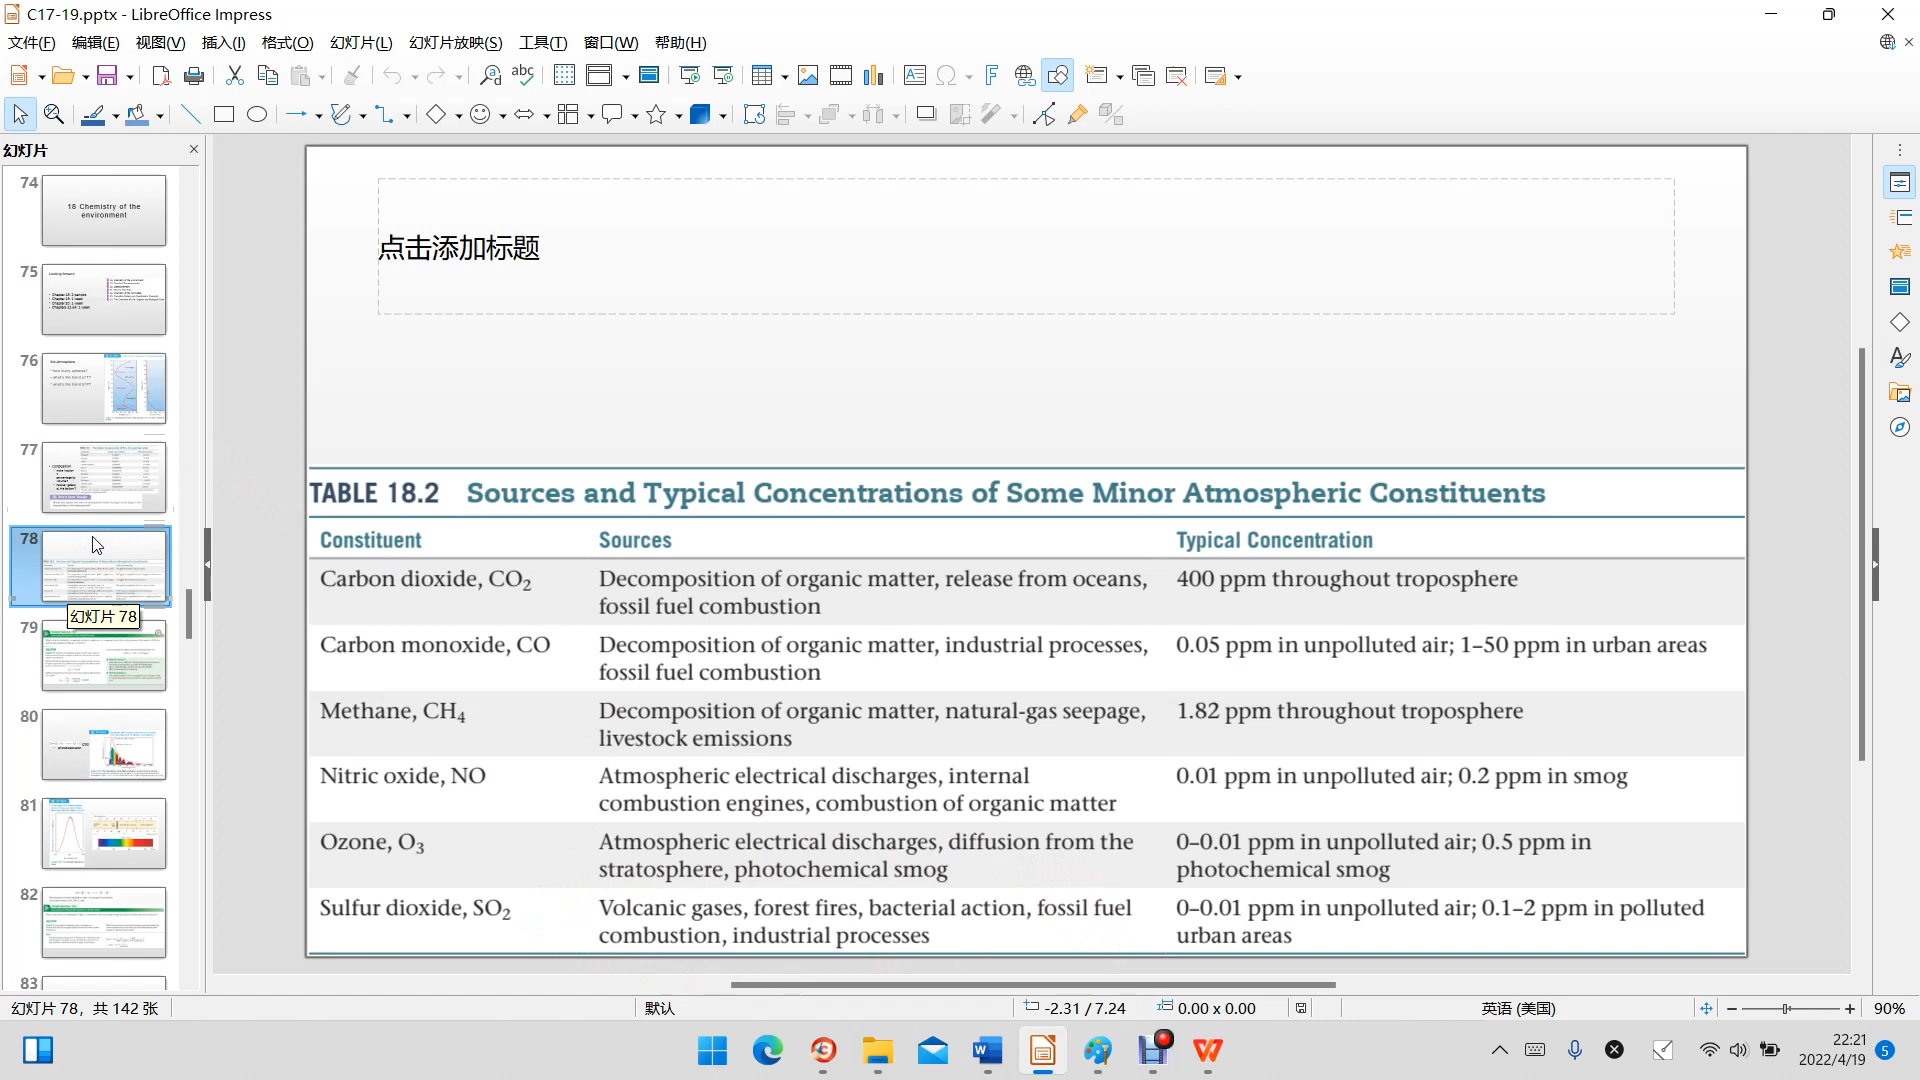 C17-19.pptx - LibreOffice Impress
文件(F) 编辑(E) 视图(V) 插入(I) 格式(O) 幻灯片(L) 幻灯片放映(S) 工具(T) 窗口(W) 帮助(H)
幻灯片
74
18 Chemistry of the
environment
75
76
77
78
幻灯片 78
79
80
81
82
83
点击添加标题
TABLE 18.2 Sources and Typical Concentrations of Some Minor Atmospheric Constituents
Constituent Sources Typical Concentration
Carbon dioxide, CO₂ Decomposition of organic matter, release from oceans, 400 ppm throughout troposphere
fossil fuel combustion
Carbon monoxide, CO Decomposition of organic matter, industrial processes, 0.05 ppm in unpolluted air; 1–50 ppm in urban areas
fossil fuel combustion
Methane, CH₄ Decomposition of organic matter, natural-gas seepage, 1.82 ppm throughout troposphere
livestock emissions
Nitric oxide, NO Atmospheric electrical discharges, internal 0.01 ppm in unpolluted air; 0.2 ppm in smog
combustion engines, combustion of organic matter
Ozone, O₃ Atmospheric electrical discharges, diffusion from the 0–0.01 ppm in unpolluted air; 0.5 ppm in
stratosphere, photochemical smog photochemical smog
Sulfur dioxide, SO₂ Volcanic gases, forest fires, bacterial action, fossil fuel 0–0.01 ppm in unpolluted air; 0.1–2 ppm in polluted
combustion, industrial processes urban areas
幻灯片 78，共 142 张 默认 -2.31 / 7.24 0.00 x 0.00 英语 (美国) 90%
22:21
2022/4/19 5